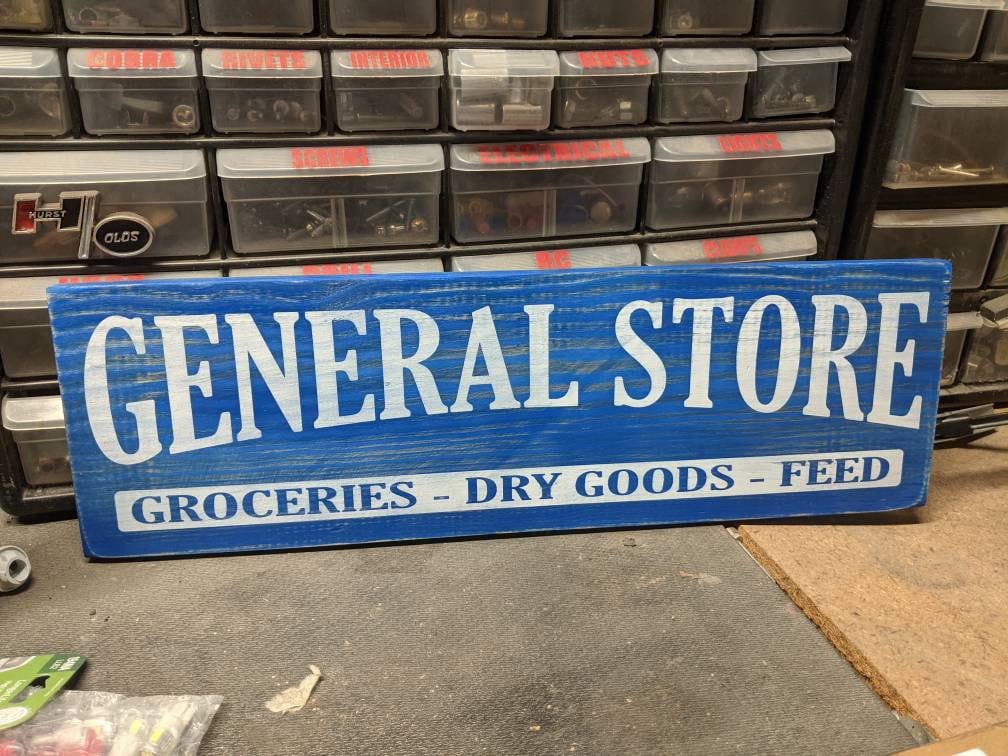 COBRA RIVETS INTERIOR NUTS
SCREWS ELECTRICAL LIGHTS
HURST
OLDS
RC CLAMPS
GENERAL STORE
GROCERIES - DRY GOODS - FEED